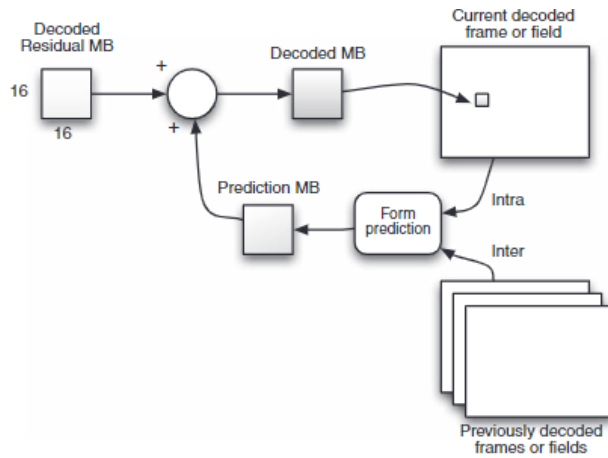 Decoded
Residual MB
16
16
+
+
Decoded MB
Current decoded
frame or field
Prediction MB
Form
prediction
Intra
Inter
Previously decoded
frames or fields